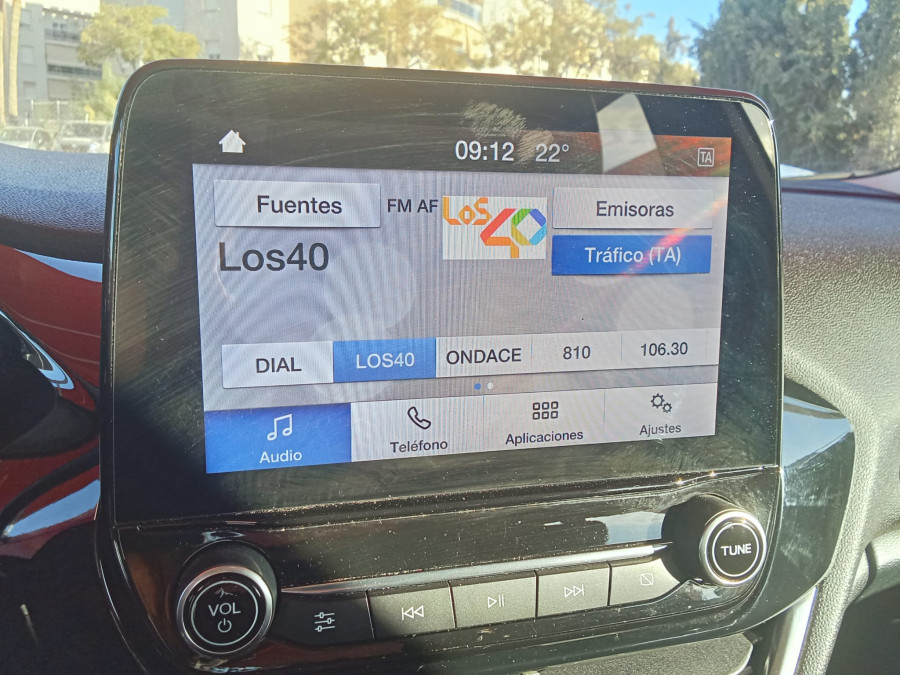 09:12 22° TA
Fuentes FM AF LOS 40 Emisoras
Los40 Tráfico (TA)
DIAL LOS40 ONDACE 810 106.30
Audio Teléfono Aplicaciones Ajustes
VOL TUNE